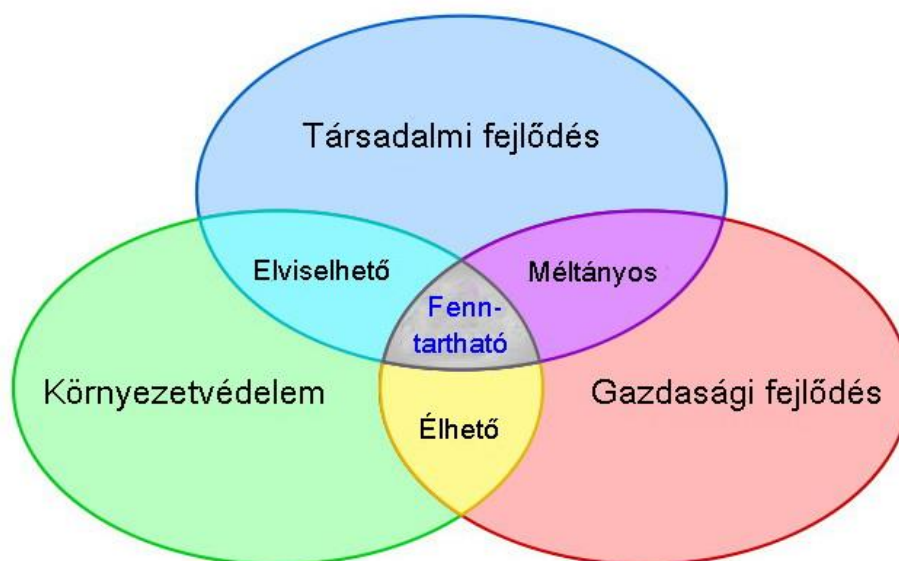 Társadalmi fejlődés
Elviselhető
Méltányos
Fenn-
tartható
Környezetvédelem
Gazdasági fejlődés
Élhető